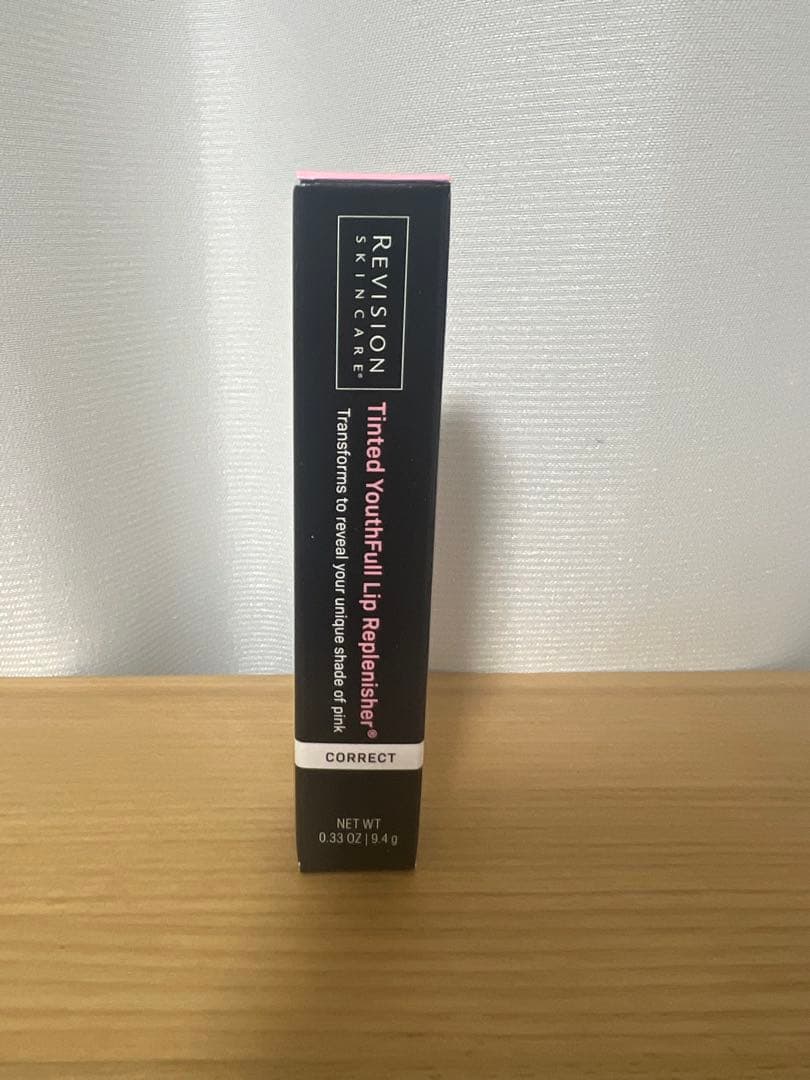 REVISION
SKINCARE®
Tinted YouthFull Lip Replenisher®
Transforms to reveal your unique shade of pink
CORRECT
NET WT
0.33 OZ | 9.4 g